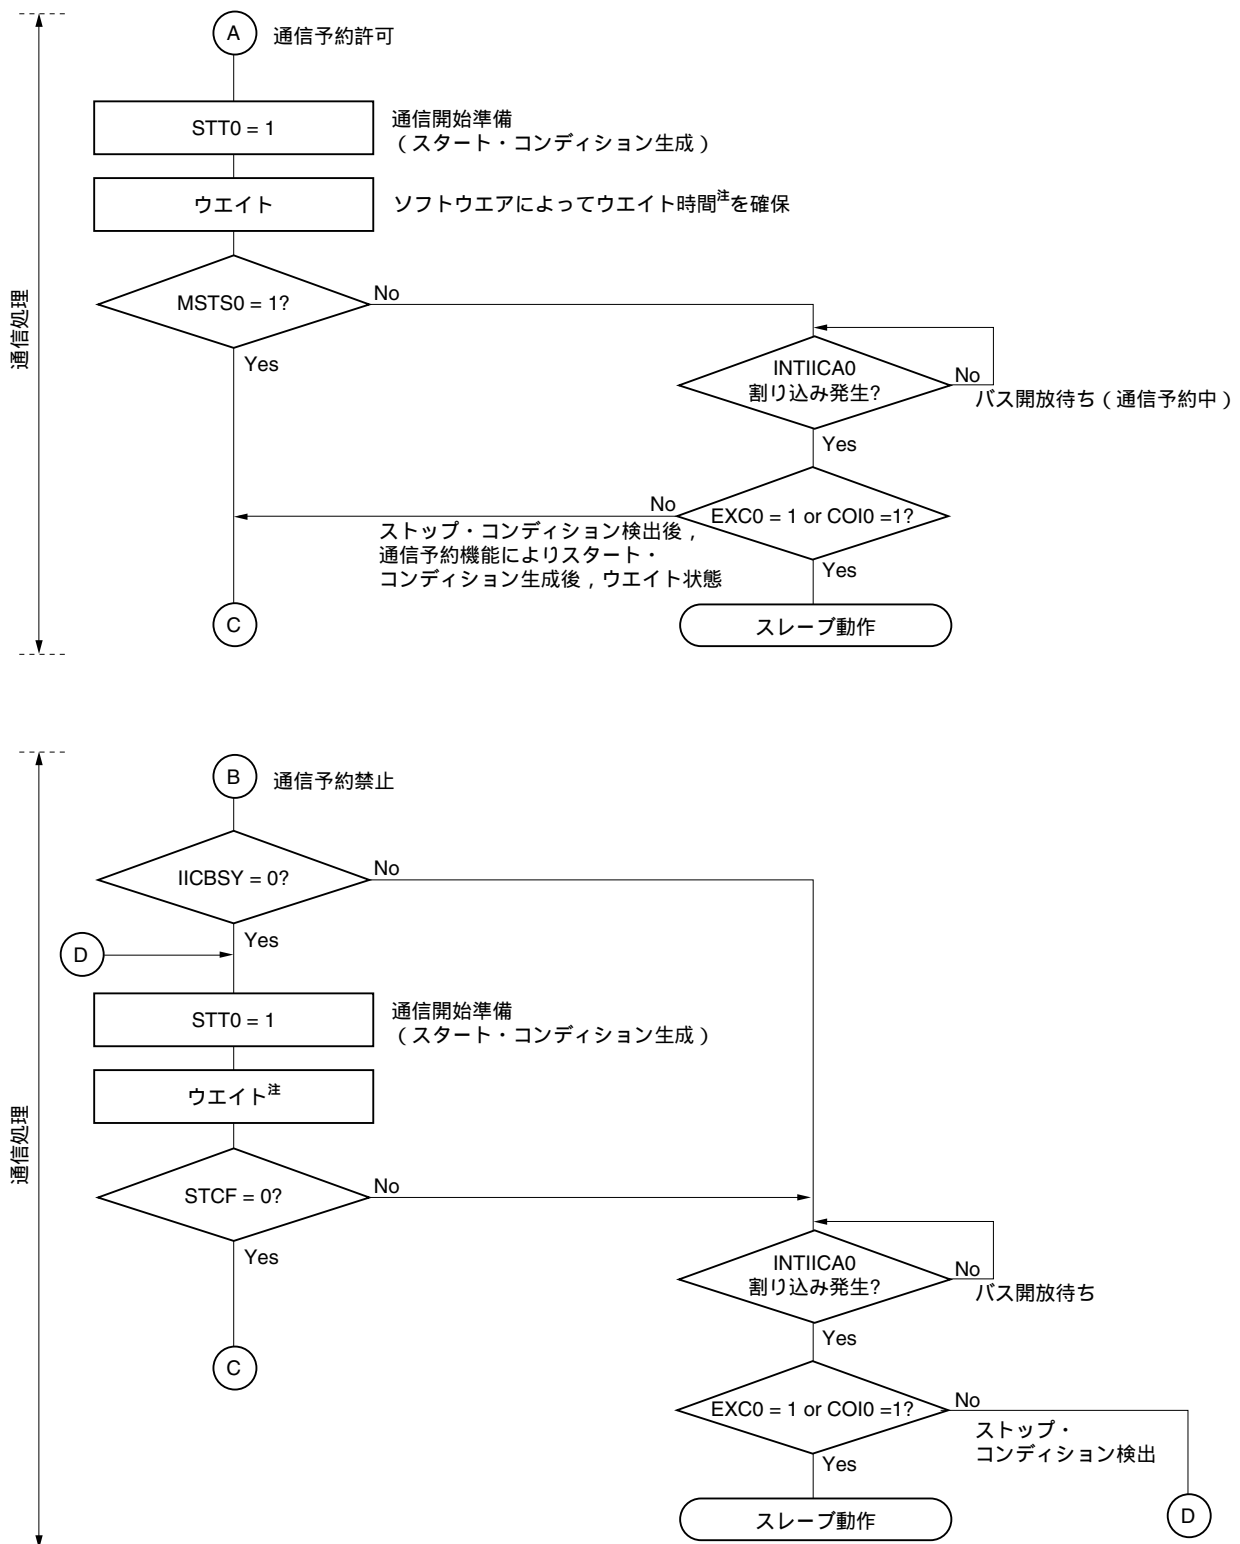 A 通信予約許可
STT0 = 1
通信開始準備
（スタート・コンディション生成）
ウエイト
ソフトウエアによってウエイト時間注を確保
通信処理
MSTS0 = 1?
No
Yes
INTIICA0
割り込み発生?
No
バス開放待ち（通信予約中）
Yes
EXC0 = 1 or COI0 =1?
No
ストップ・コンディション検出後，
通信予約機能によりスタート・
コンディション生成後，ウエイト状態
Yes
C
スレーブ動作
B 通信予約禁止
IICBSY = 0?
No
Yes
D
STT0 = 1
通信開始準備
（スタート・コンディション生成）
ウエイト注
通信処理
STCF = 0?
No
Yes
INTIICA0
割り込み発生?
No
バス開放待ち
Yes
C
EXC0 = 1 or COI0 =1?
No
ストップ・
コンディション検出
Yes
スレーブ動作
D